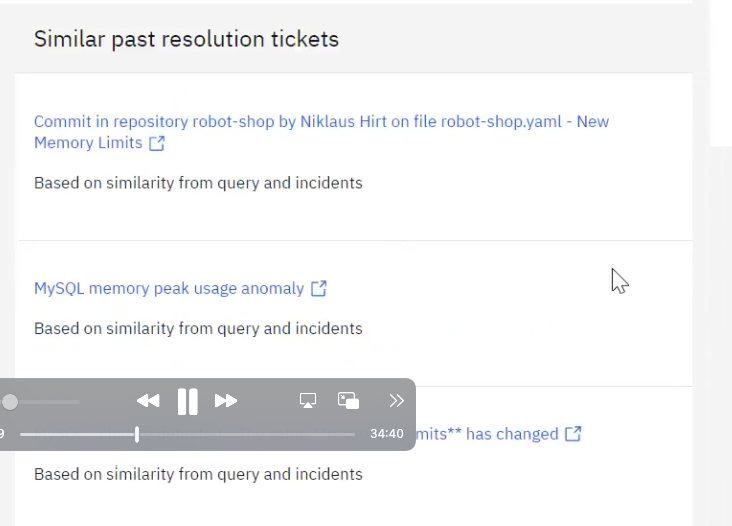 Similar past resolution tickets
Commit in repository robot-shop by Niklaus Hirt on file robot-shop.yaml - New
Memory Limits
Based on similarity from query and incidents
MySQL memory peak usage anomaly
Based on similarity from query and incidents
9
34:40
mits** has changed
Based on similarity from query and incidents